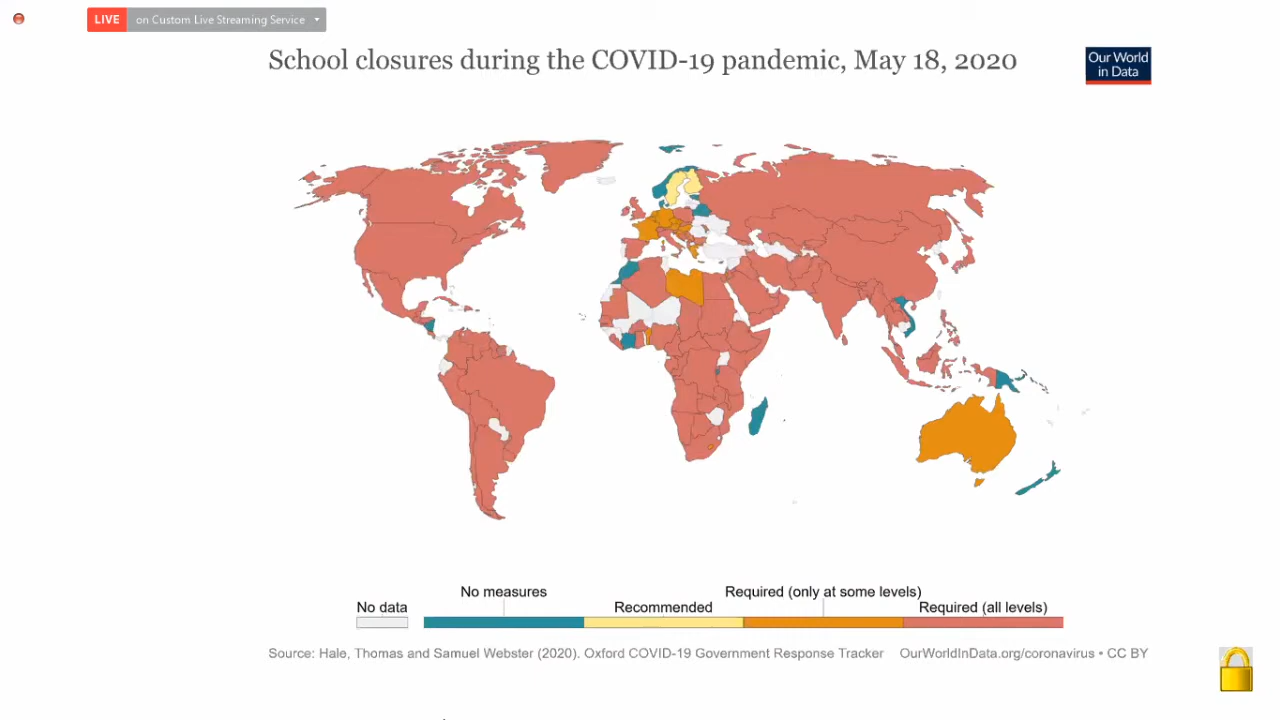 LIVE on Custom Live Streaming Service
School closures during the COVID-19 pandemic, May 18, 2020
Our World
in Data
No measures
Required (only at some levels)
No data
Recommended
Required (all levels)
Source: Hale, Thomas and Samuel Webster (2020). Oxford COVID-19 Government Response Tracker OurWorldInData.org/coronavirus • CC BY